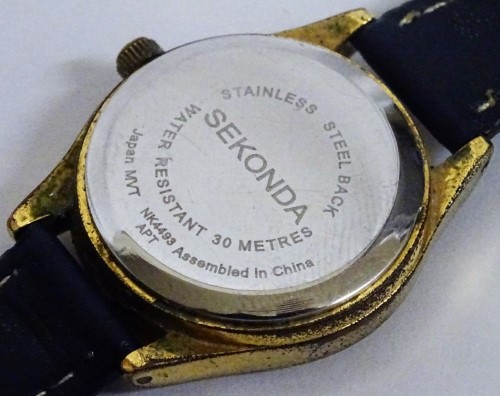 STAINLESS STEEL BACK
SEKONDA
WATER RESISTANT 30 METRES
Japan MVT NK4493 Assembled in China
APT